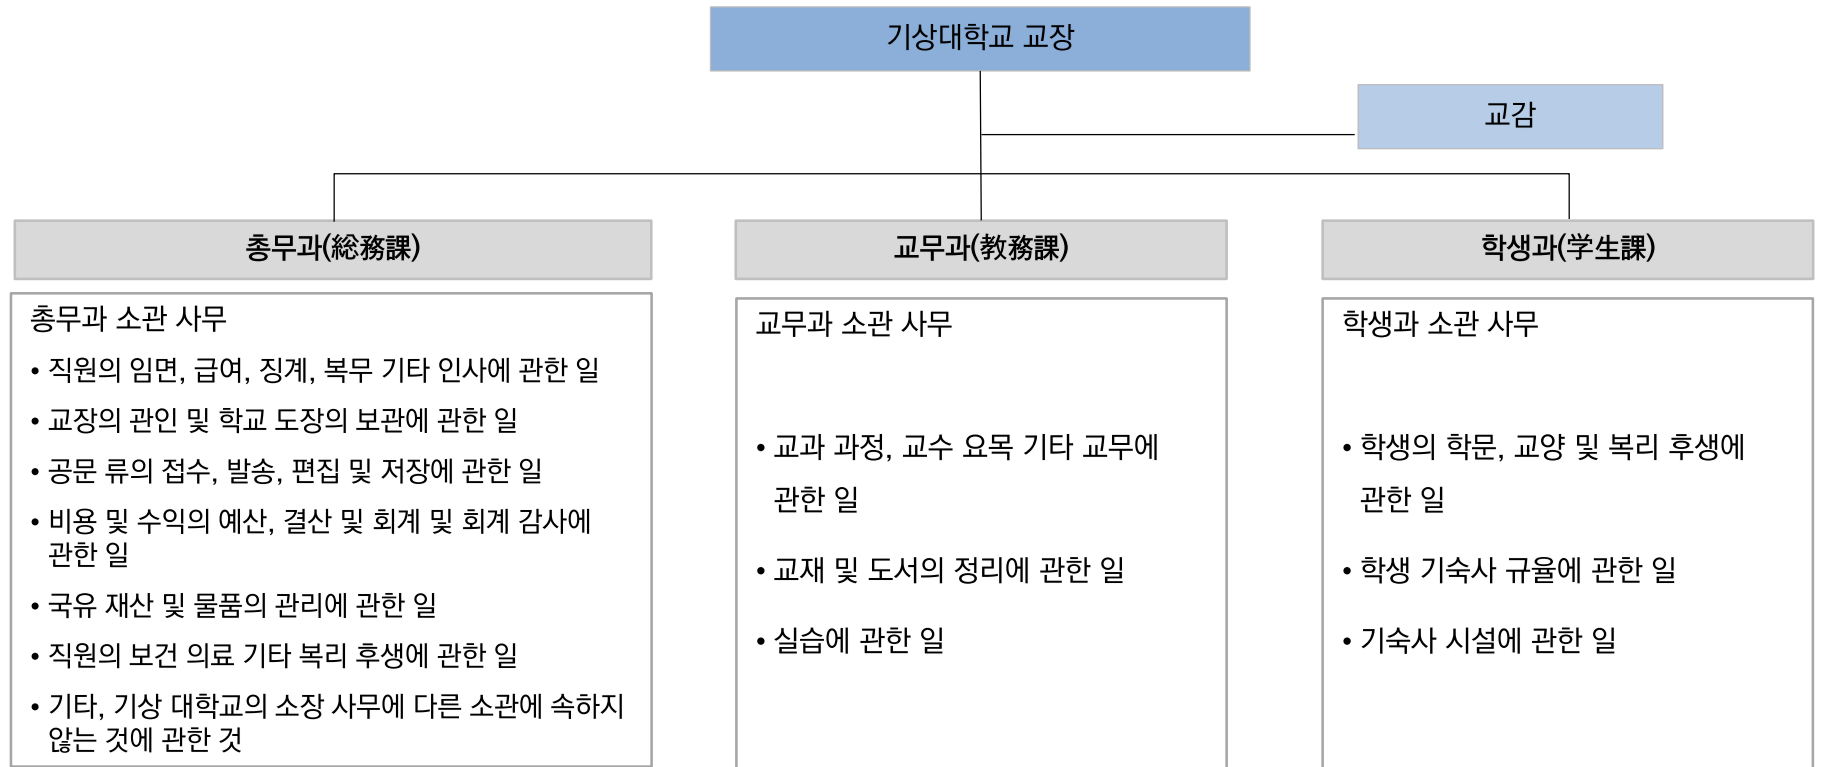 기상대학교 교장
교감
총무과(総務課)
총무과 소관 사무
• 직원의 임면, 급여, 징계, 복무 기타 인사에 관한 일
• 교장의 관인 및 학교 도장의 보관에 관한 일
• 공문 류의 접수, 발송, 편집 및 저장에 관한 일
• 비용 및 수익의 예산, 결산 및 회계 및 회계 감사에
관한 일
• 국유 재산 및 물품의 관리에 관한 일
• 직원의 보건 의료 기타 복리 후생에 관한 일
• 기타, 기상 대학교의 소장 사무에 다른 소관에 속하지
않는 것에 관한 것
교무과(教務課)
교무과 소관 사무
• 교과 과정, 교수 요목 기타 교무에
관한 일
• 교재 및 도서의 정리에 관한 일
• 실습에 관한 일
학생과(学生課)
학생과 소관 사무
• 학생의 학문, 교양 및 복리 후생에
관한 일
• 학생 기숙사 규율에 관한 일
• 기숙사 시설에 관한 일